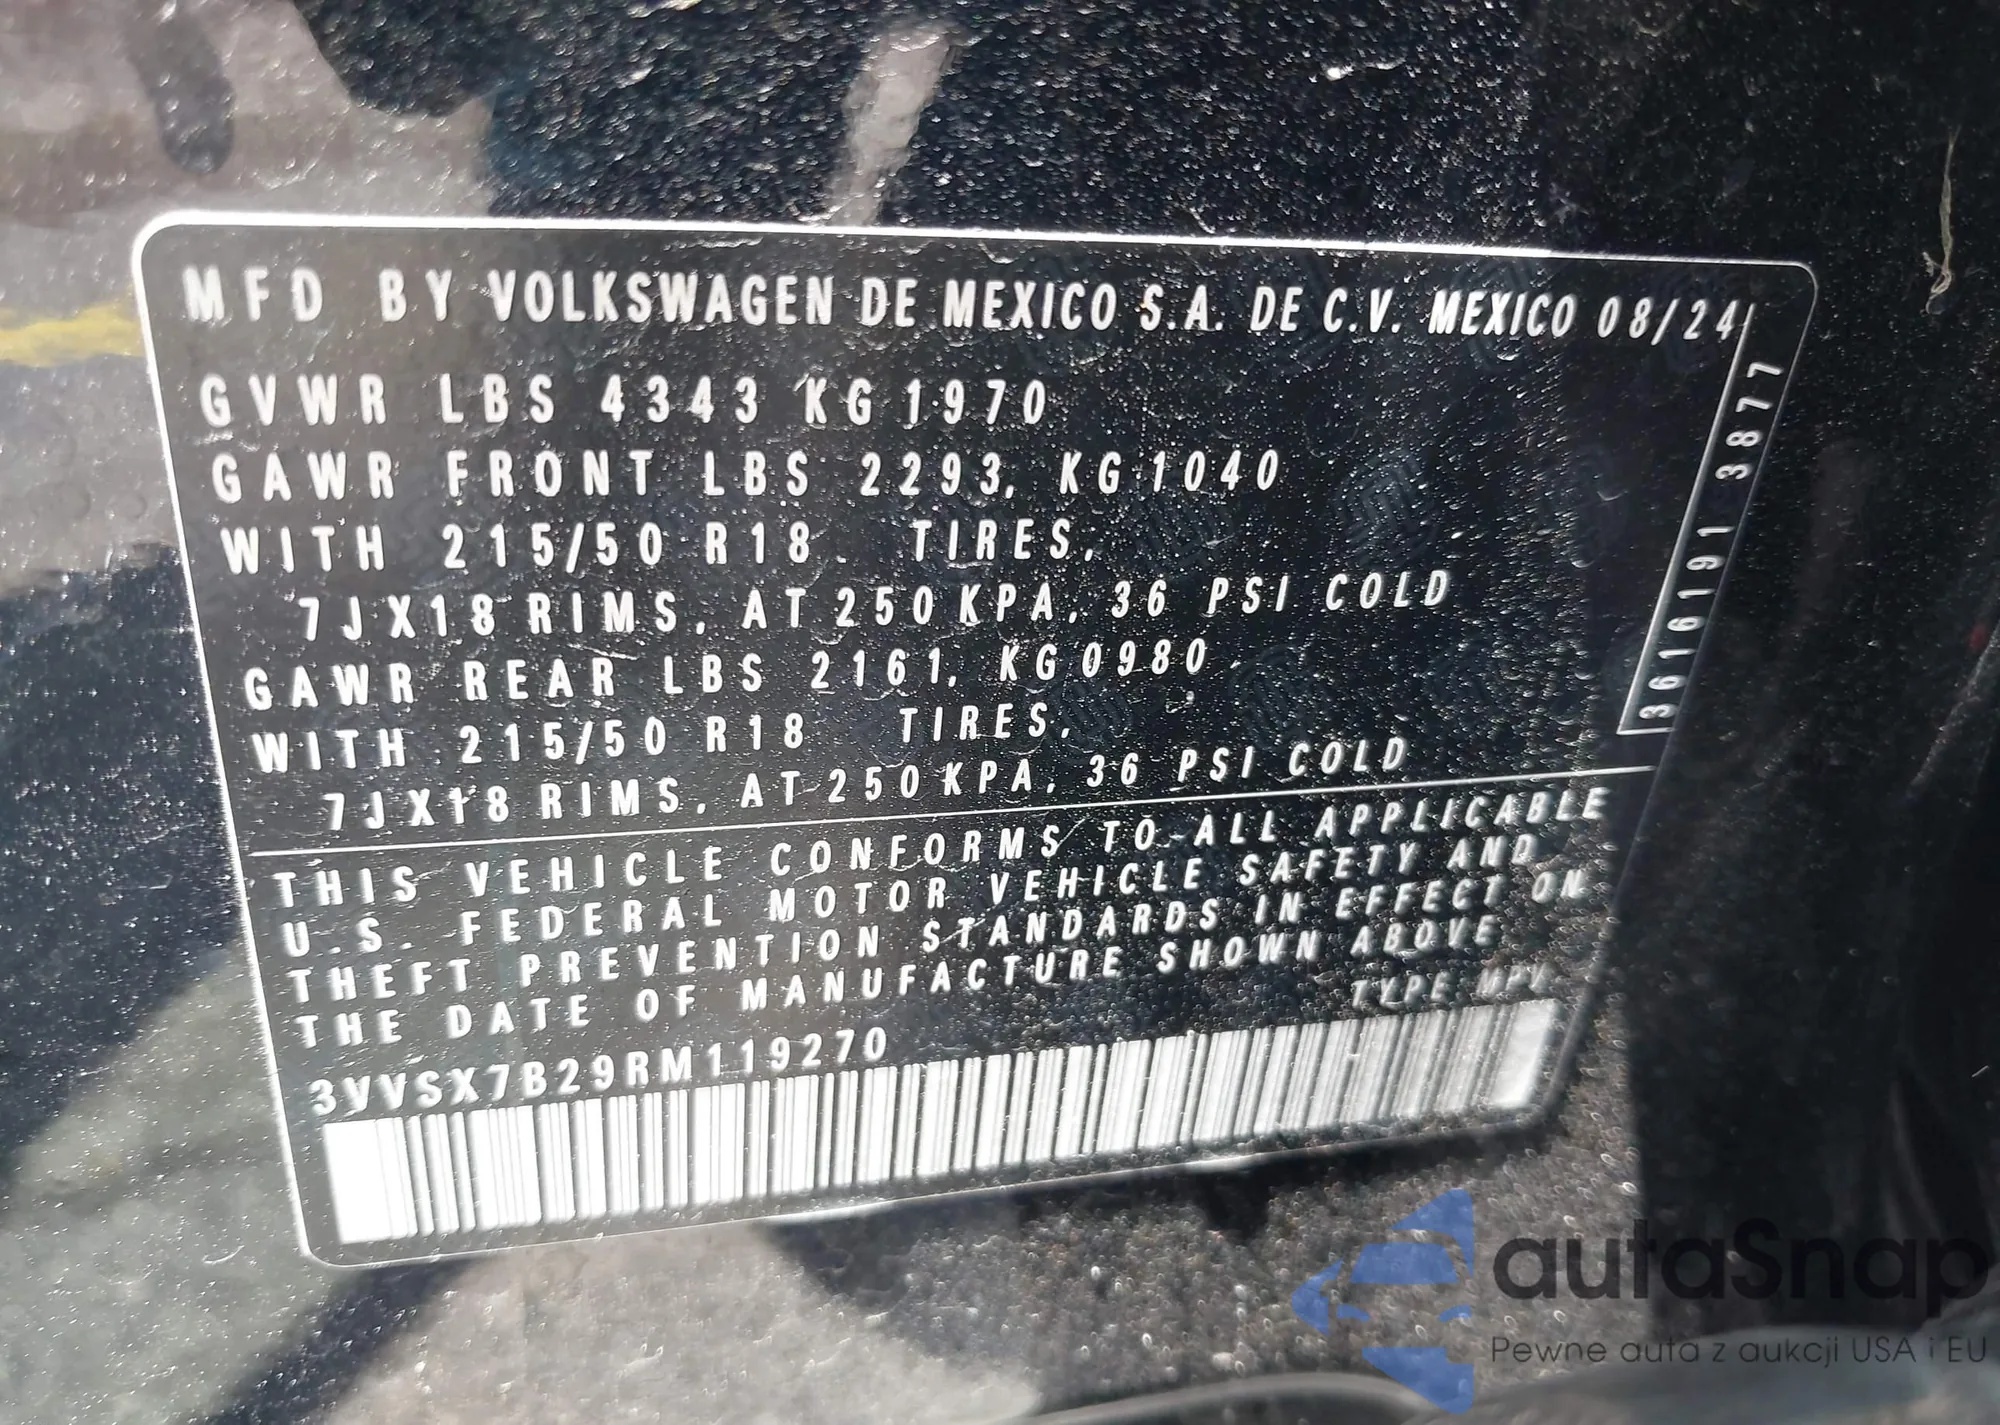 MFD BY VOLKSWAGEN DE MEXICO S.A. DE C.V. MEXICO 08/24
GVWR LBS 4343 KG 1970
GAWR FRONT LBS 2293, KG 1040
WITH 215/50 R18 TIRES,
7JX18 RIMS, AT 250 KPA, 36 PSI COLD
GAWR REAR LBS 2161, KG 0980
WITH 215/50 R18 TIRES,
7JX18 RIMS, AT 250 KPA, 36 PSI COLD
3616191 3877
THIS VEHICLE CONFORMS TO ALL APPLICABLE
U.S. FEDERAL MOTOR VEHICLE SAFETY AND
THEFT PREVENTION STANDARDS IN EFFECT ON
THE DATE OF MANUFACTURE SHOWN ABOVE
TYPE MPV
3VVSX7B29RM119270
autaSnap
Pewne auta z aukcji USA i EU